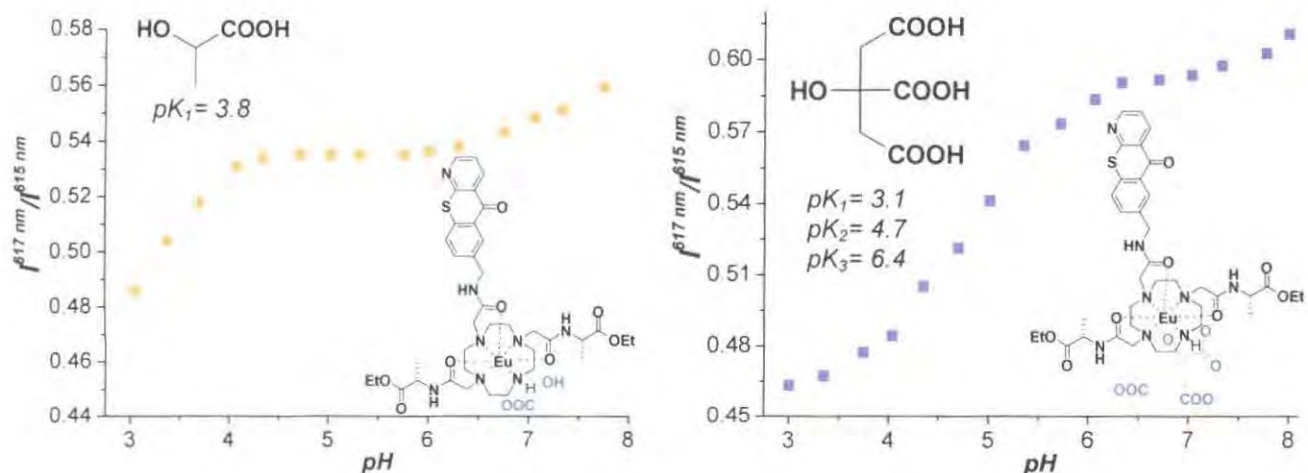 0.58
0.56
0.54
0.52
0.50
0.48
0.46
0.44
3 4 5 6 7 8
pH
I^617 nm/I^615 nm
HO COOH
pK1= 3.8
N
S
O
HN
O
N N
Eu
N N
H
O
O
O
N
H
H
N
O
O
OEt
EtO
O
OH
OOC
0.60
0.57
0.54
0.51
0.48
0.45
3 4 5 6 7 8
pH
I^617 nm/I^615 nm
COOH
HO COOH
COOH
pK1= 3.1
pK2= 4.7
pK3= 6.4
N
S
O
HN
O
N N
Eu
N N
H
O
O
O
O
O
H
N
N
H
O
OEt
EtO
O
OOC
COO